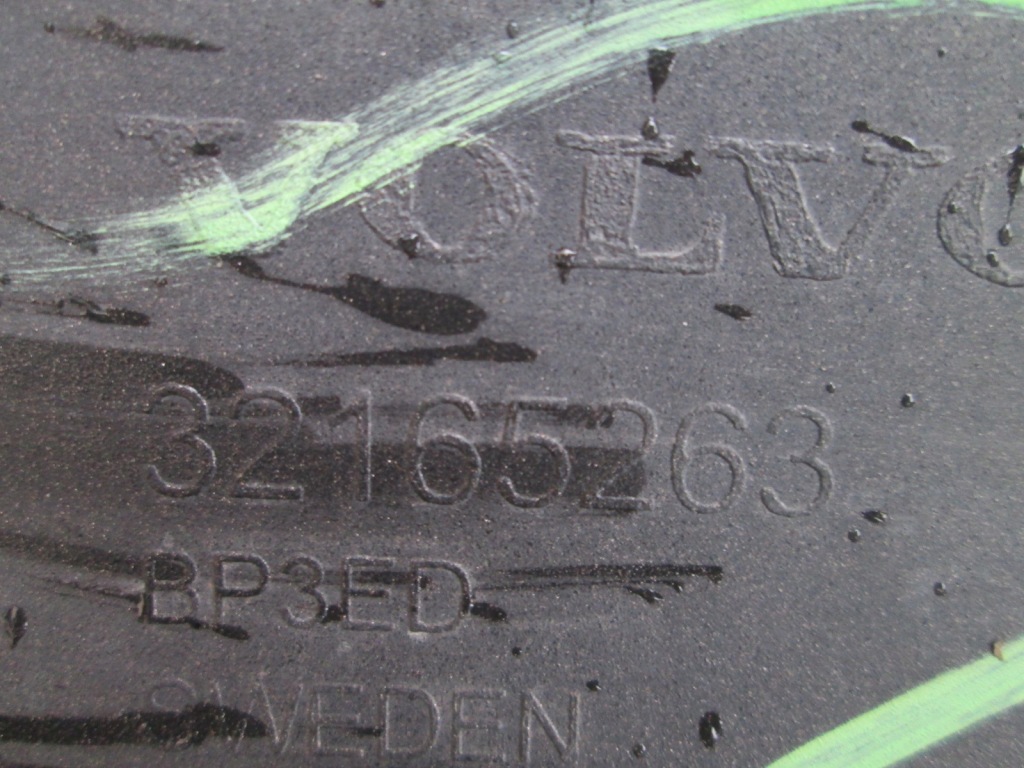 VOLVO
32165263
BP3ED
SWEDEN